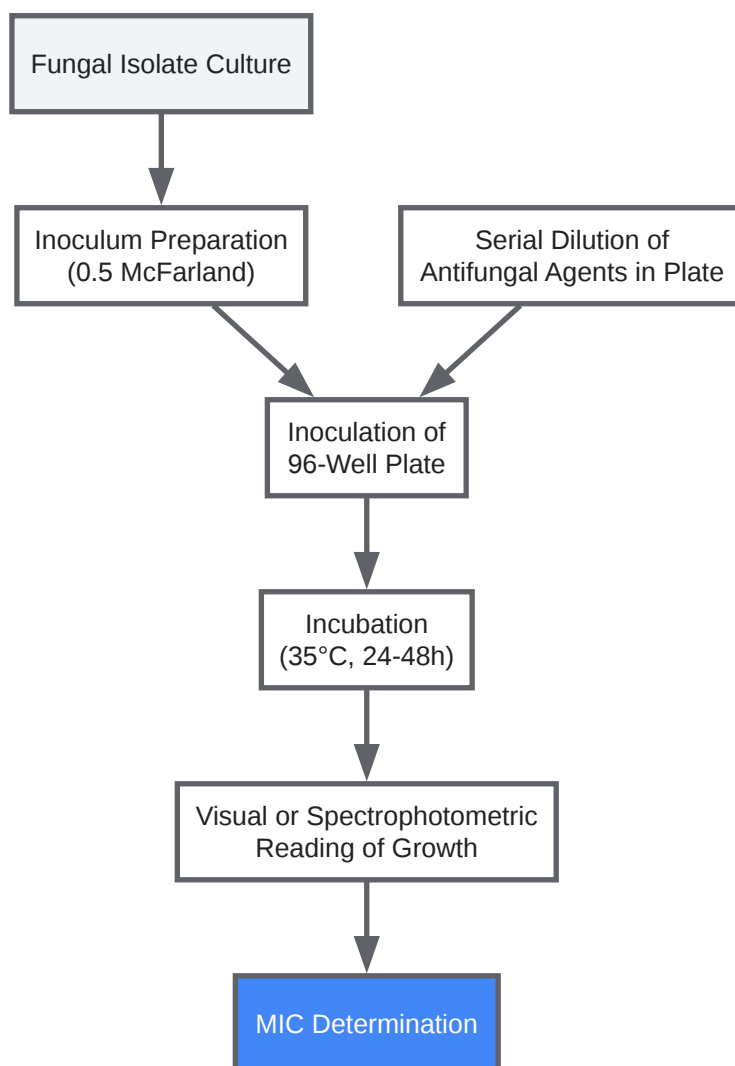 Fungal Isolate Culture
Inoculum Preparation
(0.5 McFarland)
Serial Dilution of
Antifungal Agents in Plate
Inoculation of
96-Well Plate
Incubation
(35°C, 24-48h)
Visual or Spectrophotometric
Reading of Growth
MIC Determination